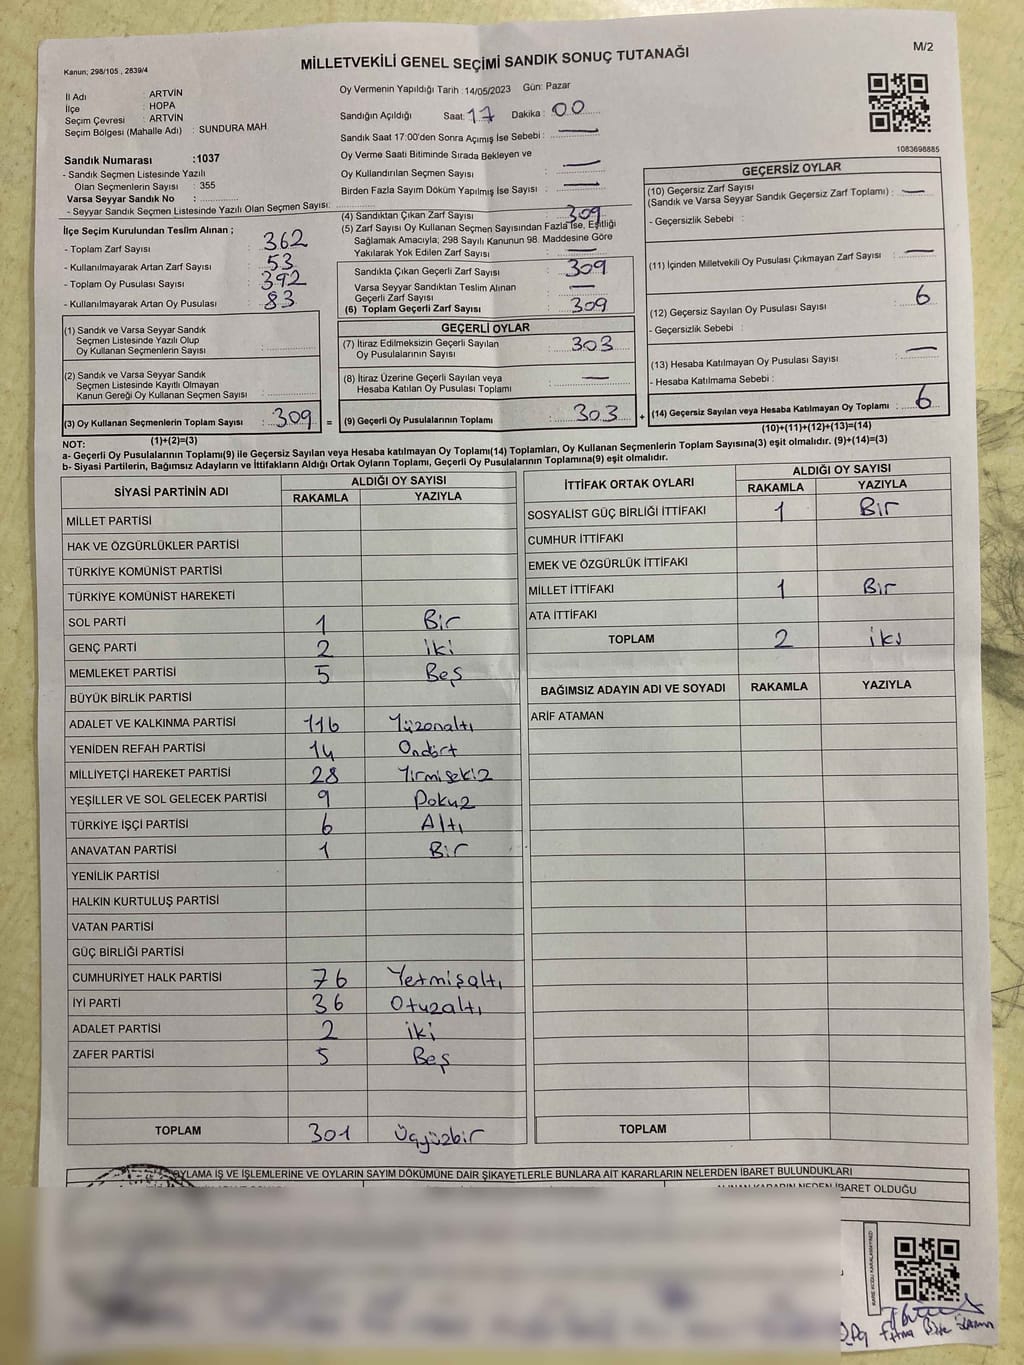 M/2
Kanun; 298/105 , 2839/4
MİLLETVEKİLİ GENEL SEÇİMİ SANDIK SONUÇ TUTANAĞI
İl Adı : ARTVİN
İlçe : HOPA
Seçim Çevresi : ARTVİN
Seçim Bölgesi (Mahalle Adı) : SUNDURA MAH
Sandık Numarası :1037
- Sandık Seçmen Listesinde Yazılı
Olan Seçmenlerin Sayısı : 355
Varsa Seyyar Sandık No :
- Seyyar Sandık Seçmen Listesinde Yazılı Olan Seçmen Sayısı:
İlçe Seçim Kurulundan Teslim Alınan ;
- Toplam Zarf Sayısı : 362
- Kullanılmayarak Artan Zarf Sayısı : 53
- Toplam Oy Pusulası Sayısı : 392
- Kullanılmayarak Artan Oy Pusulası : 83
(1) Sandık ve Varsa Seyyar Sandık
Seçmen Listesinde Yazılı Olup
Oy Kullanan Seçmenlerin Sayısı :
(2) Sandık ve Varsa Seyyar Sandık
Seçmen Listesinde Kayıtlı Olmayan
Kanun Gereği Oy Kullanan Seçmen Sayısı :
(3) Oy Kullanan Seçmenlerin Toplam Sayısı : 309 =
(1)+(2)=(3)
Oy Vermenin Yapıldığı Tarih :14/05/2023 Gün: Pazar
Sandığın Açıldığı Saat: 17 Dakika : 00
Sandık Saat 17:00'den Sonra Açımış İse Sebebi : —
Oy Verme Saati Bitiminde Sırada Bekleyen ve
Oy Kullandırılan Seçmen Sayısı : —
Birden Fazla Sayım Döküm Yapılmış İse Sayısı : —
(4) Sandıktan Çıkan Zarf Sayısı : 309
(5) Zarf Sayısı Oy Kullanan Seçmen Sayısından Fazla İse, Eşitliği
Sağlamak Amacıyla, 298 Sayılı Kanunun 98. Maddesine Göre
Yakılarak Yok Edilen Zarf Sayısı : —
Sandıkta Çıkan Geçerli Zarf Sayısı : 309
Varsa Seyyar Sandıktan Teslim Alınan
Geçerli Zarf Sayısı : —
(6) Toplam Geçerli Zarf Sayısı : 309
GEÇERLİ OYLAR
(7) İtiraz Edilmeksizin Geçerli Sayılan
Oy Pusulalarının Sayısı : 303
(8) İtiraz Üzerine Geçerli Sayılan veya
Hesaba Katılan Oy Pusulası Toplamı : —
(9) Geçerli Oy Pusulalarının Toplamı : 303 +
1083698885
GEÇERSİZ OYLAR
(10) Geçersiz Zarf Sayısı
(Sandık ve Varsa Seyyar Sandık Geçersiz Zarf Toplamı) : —
- Geçersizlik Sebebi :
(11) İçinden Milletvekili Oy Pusulası Çıkmayan Zarf Sayısı : —
(12) Geçersiz Sayılan Oy Pusulası Sayısı : 6
- Geçersizlik Sebebi :
(13) Hesaba Katılmayan Oy Pusulası Sayısı : —
- Hesaba Katılmama Sebebi :
(14) Geçersiz Sayılan veya Hesaba Katılmayan Oy Toplamı : 6
(10)+(11)+(12)+(13)=(14)
NOT:
a- Geçerli Oy Pusulalarının Toplamı(9) ile Geçersiz Sayılan veya Hesaba katılmayan Oy Toplamı(14) Toplamları, Oy Kullanan Seçmenlerin Toplam Sayısına(3) eşit olmalıdır. (9)+(14)=(3)
b- Siyasi Partilerin, Bağımsız Adayların ve İttifakların Aldığı Ortak Oyların Toplamı, Geçerli Oy Pusulalarının Toplamına(9) eşit olmalıdır.
SİYASİ PARTİNİN ADI ALDIĞI OY SAYISI
RAKAMLA YAZIYLA
MİLLET PARTİSİ
HAK VE ÖZGÜRLÜKLER PARTİSİ
TÜRKİYE KOMÜNİST PARTİSİ
TÜRKİYE KOMÜNİST HAREKETİ
SOL PARTİ 1 Bir
GENÇ PARTİ 2 iki
MEMLEKET PARTİSİ 5 Beş
BÜYÜK BİRLİK PARTİSİ
ADALET VE KALKINMA PARTİSİ 116 Yüzonaltı
YENİDEN REFAH PARTİSİ 14 Ondört
MİLLİYETÇİ HAREKET PARTİSİ 28 Yirmisekiz
YEŞİLLER VE SOL GELECEK PARTİSİ 9 Dokuz
TÜRKİYE İŞÇİ PARTİSİ 6 Altı
ANAVATAN PARTİSİ 1 Bir
YENİLİK PARTİSİ
HALKIN KURTULUŞ PARTİSİ
VATAN PARTİSİ
GÜÇ BİRLİĞİ PARTİSİ
CUMHURİYET HALK PARTİSİ 76 Yetmişaltı
İYİ PARTİ 36 Otuzaltı
ADALET PARTİSİ 2 iki
ZAFER PARTİSİ 5 Beş
TOPLAM 301 Üçyüzbir
İTTİFAK ORTAK OYLARI ALDIĞI OY SAYISI
RAKAMLA YAZIYLA
SOSYALİST GÜÇ BİRLİĞİ İTTİFAKI 1 Bir
CUMHUR İTTİFAKI
EMEK VE ÖZGÜRLÜK İTTİFAKI
MİLLET İTTİFAKI 1 Bir
ATA İTTİFAKI
TOPLAM 2 iki
BAĞIMSIZ ADAYIN ADI VE SOYADI RAKAMLA YAZIYLA
ARİF ATAMAN
TOPLAM
OYLAMA İŞ VE İŞLEMLERİNE VE OYLARIN SAYIM DÖKÜMÜNE DAİR ŞİKAYETLERLE BUNLARA AİT KARARLARIN NELERDEN İBARET BULUNDUKLARI
ALINAN KARARIN NEDEN İBARET OLDUĞU